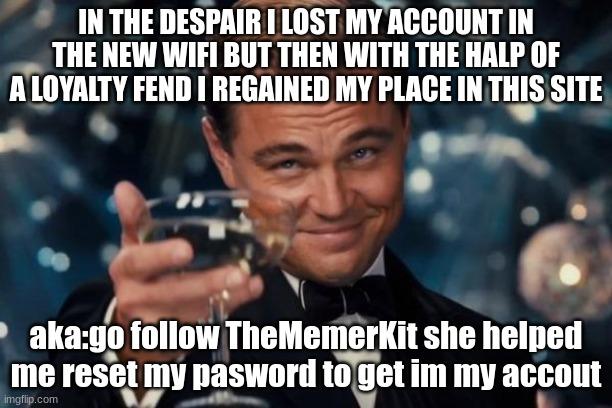 IN THE DESPAIR I LOST MY ACCOUNT IN
THE NEW WIFI BUT THEN WITH THE HALP OF
A LOYALTY FEND I REGAINED MY PLACE IN THIS SITE
aka:go follow TheMemerKit she helped
me reset my pasword to get im my accout
imgflip.com